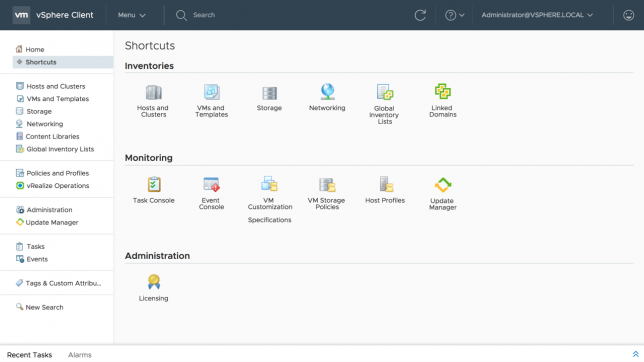 vm vSphere Client Menu Search Administrator@VSPHERE.LOCAL
Home
Shortcuts
Hosts and Clusters
VMs and Templates
Storage
Networking
Content Libraries
Global Inventory Lists
Policies and Profiles
vRealize Operations
Administration
Update Manager
Tasks
Events
Tags & Custom Attribu...
New Search
Shortcuts
Inventories
Hosts and
Clusters
VMs and
Templates
Storage
Networking
Global
Inventory
Lists
Linked
Domains
Monitoring
Task Console
Event
Console
VM
Customization
Specifications
VM Storage
Policies
Host Profiles
Update
Manager
Administration
Licensing
Recent Tasks Alarms